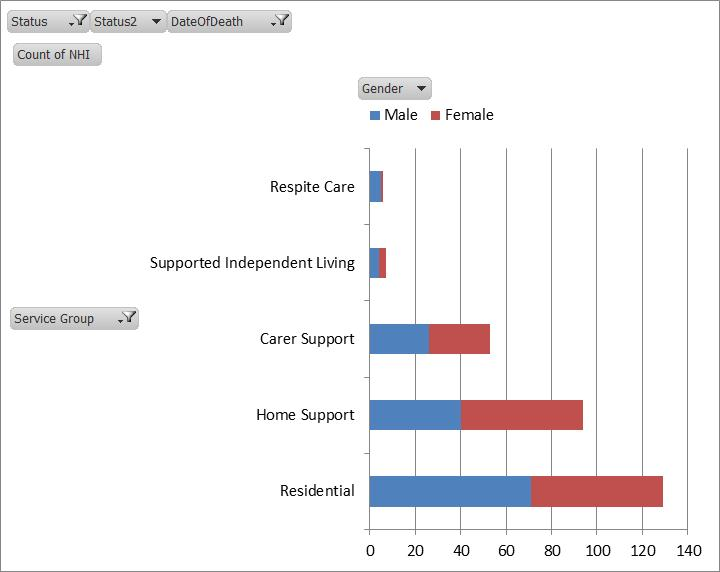 Status Status2 DateOfDeath
Count of NHI
Gender
Male Female
Respite Care
Supported Independent Living
Service Group
Carer Support
Home Support
Residential
0 20 40 60 80 100 120 140